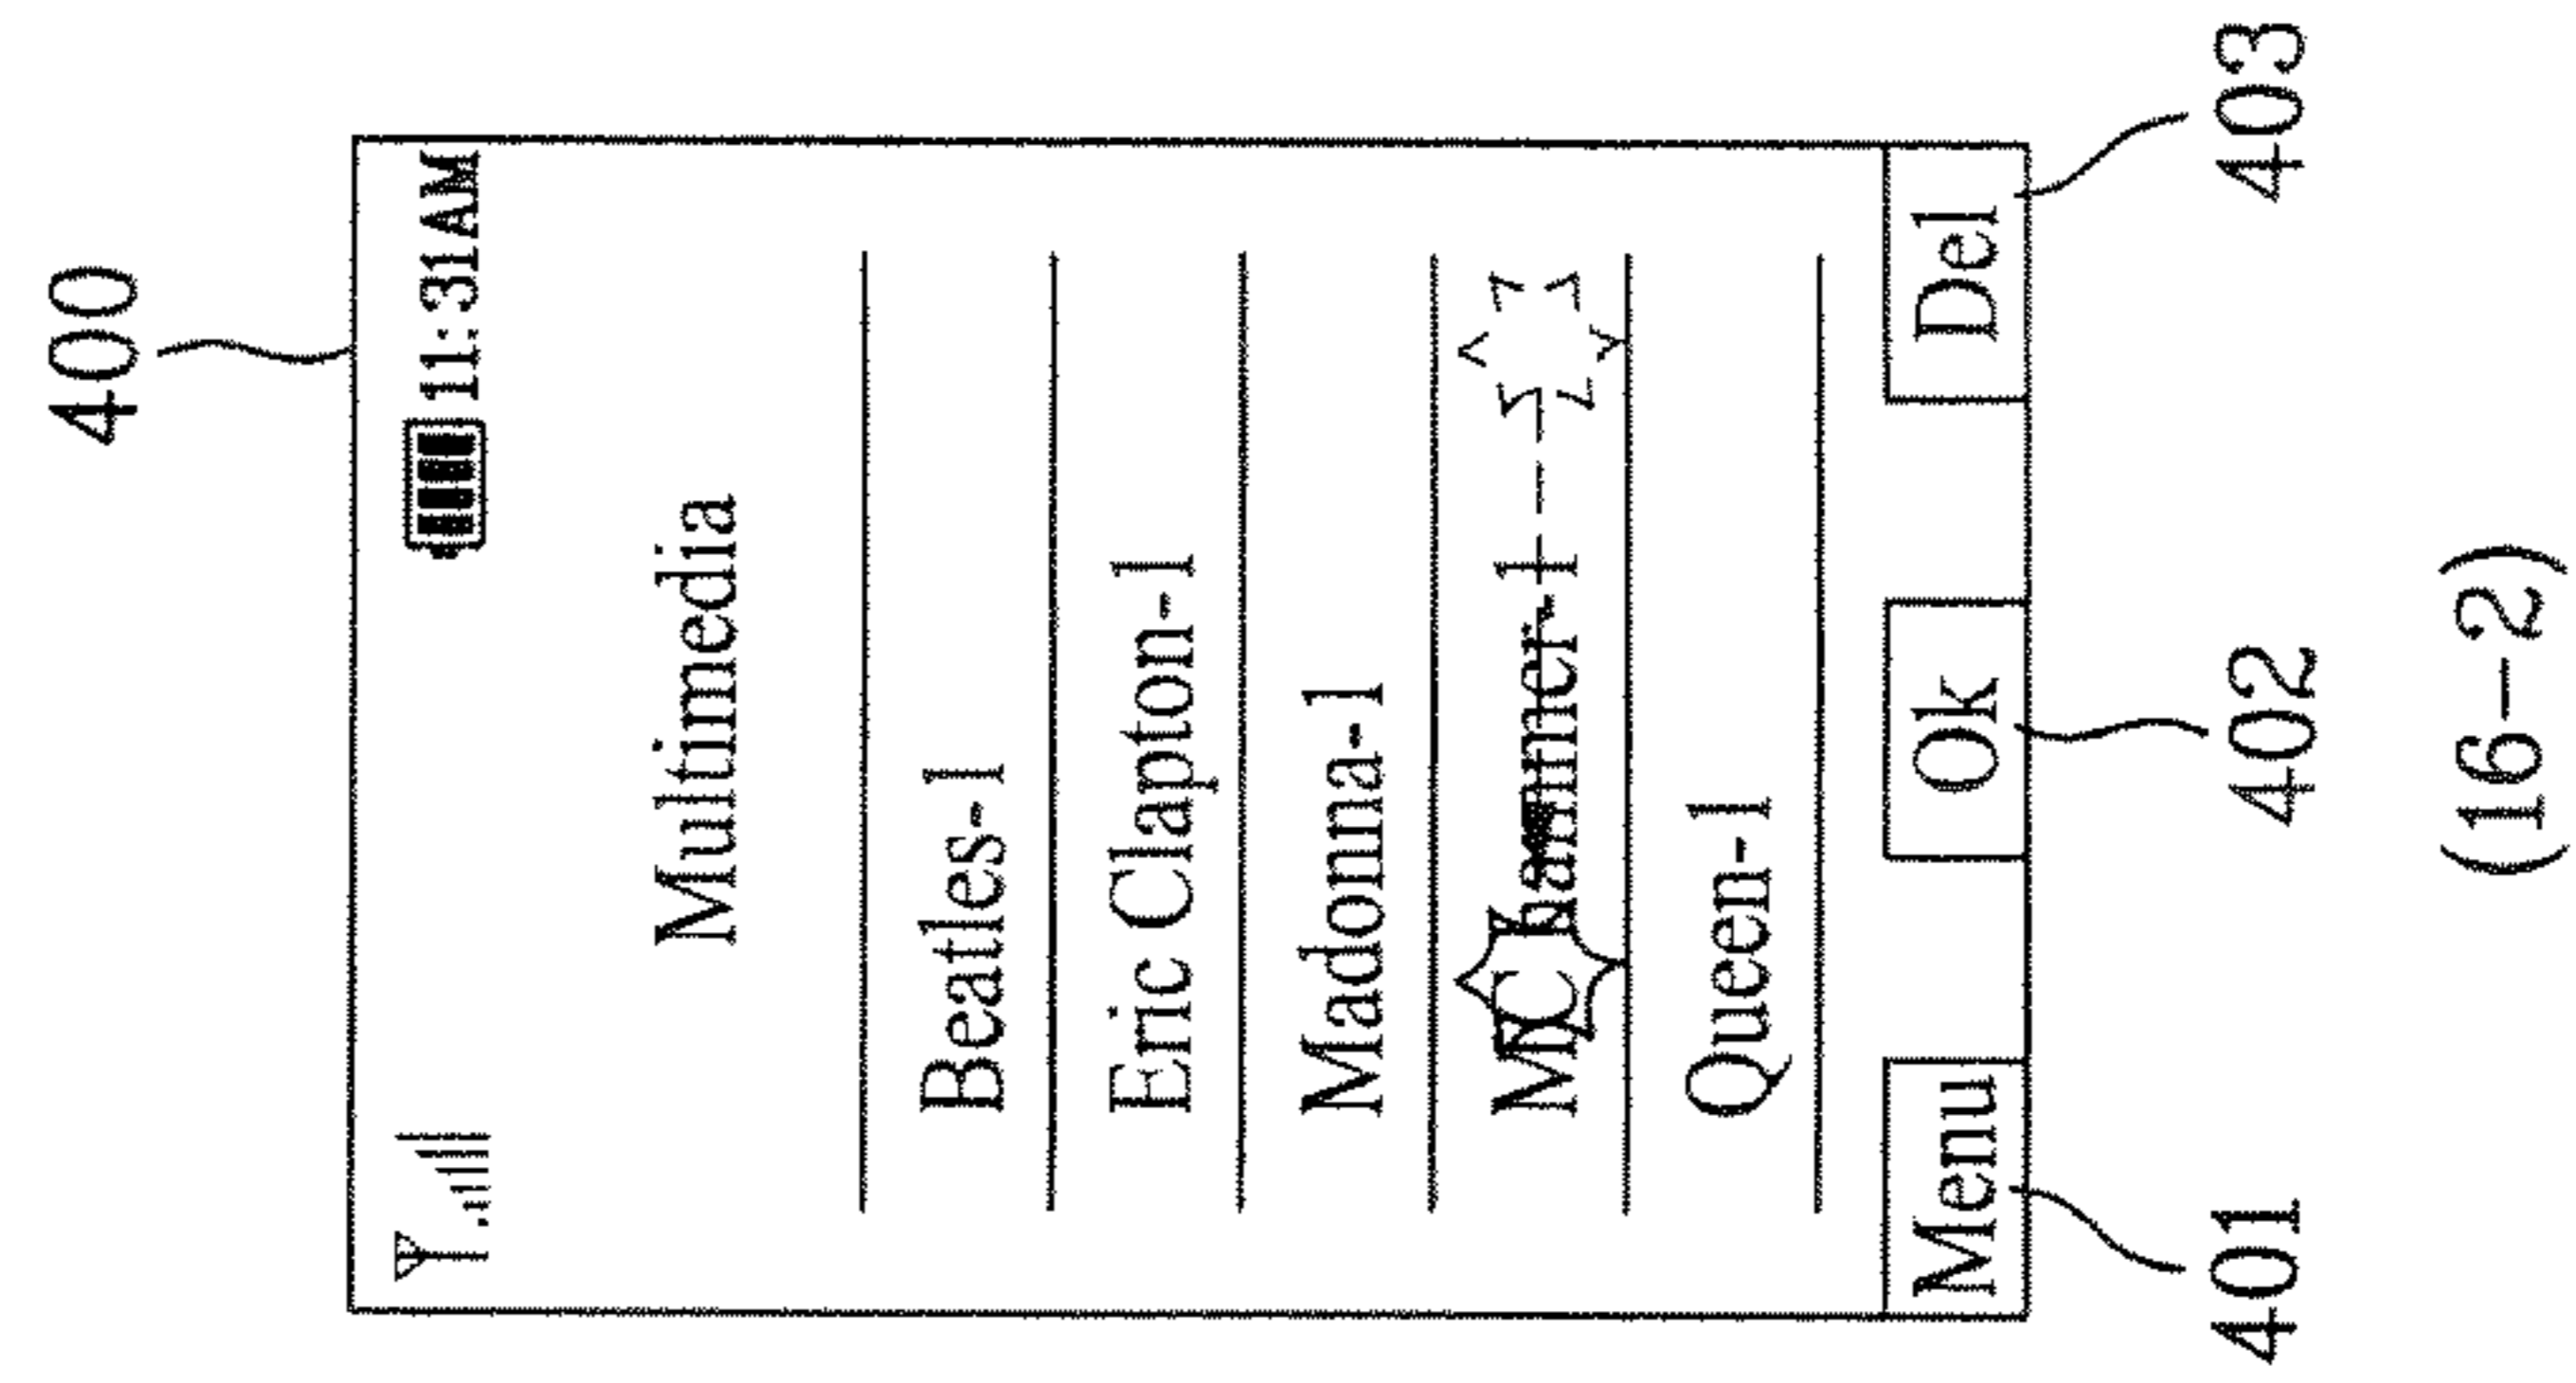 400
11:31AM
Multimedia
Beatles-1
Eric Clapton-1
Madonna-1
MC hammer-1
Queen-1
Menu Ok Del
401 402 403
(16-2)